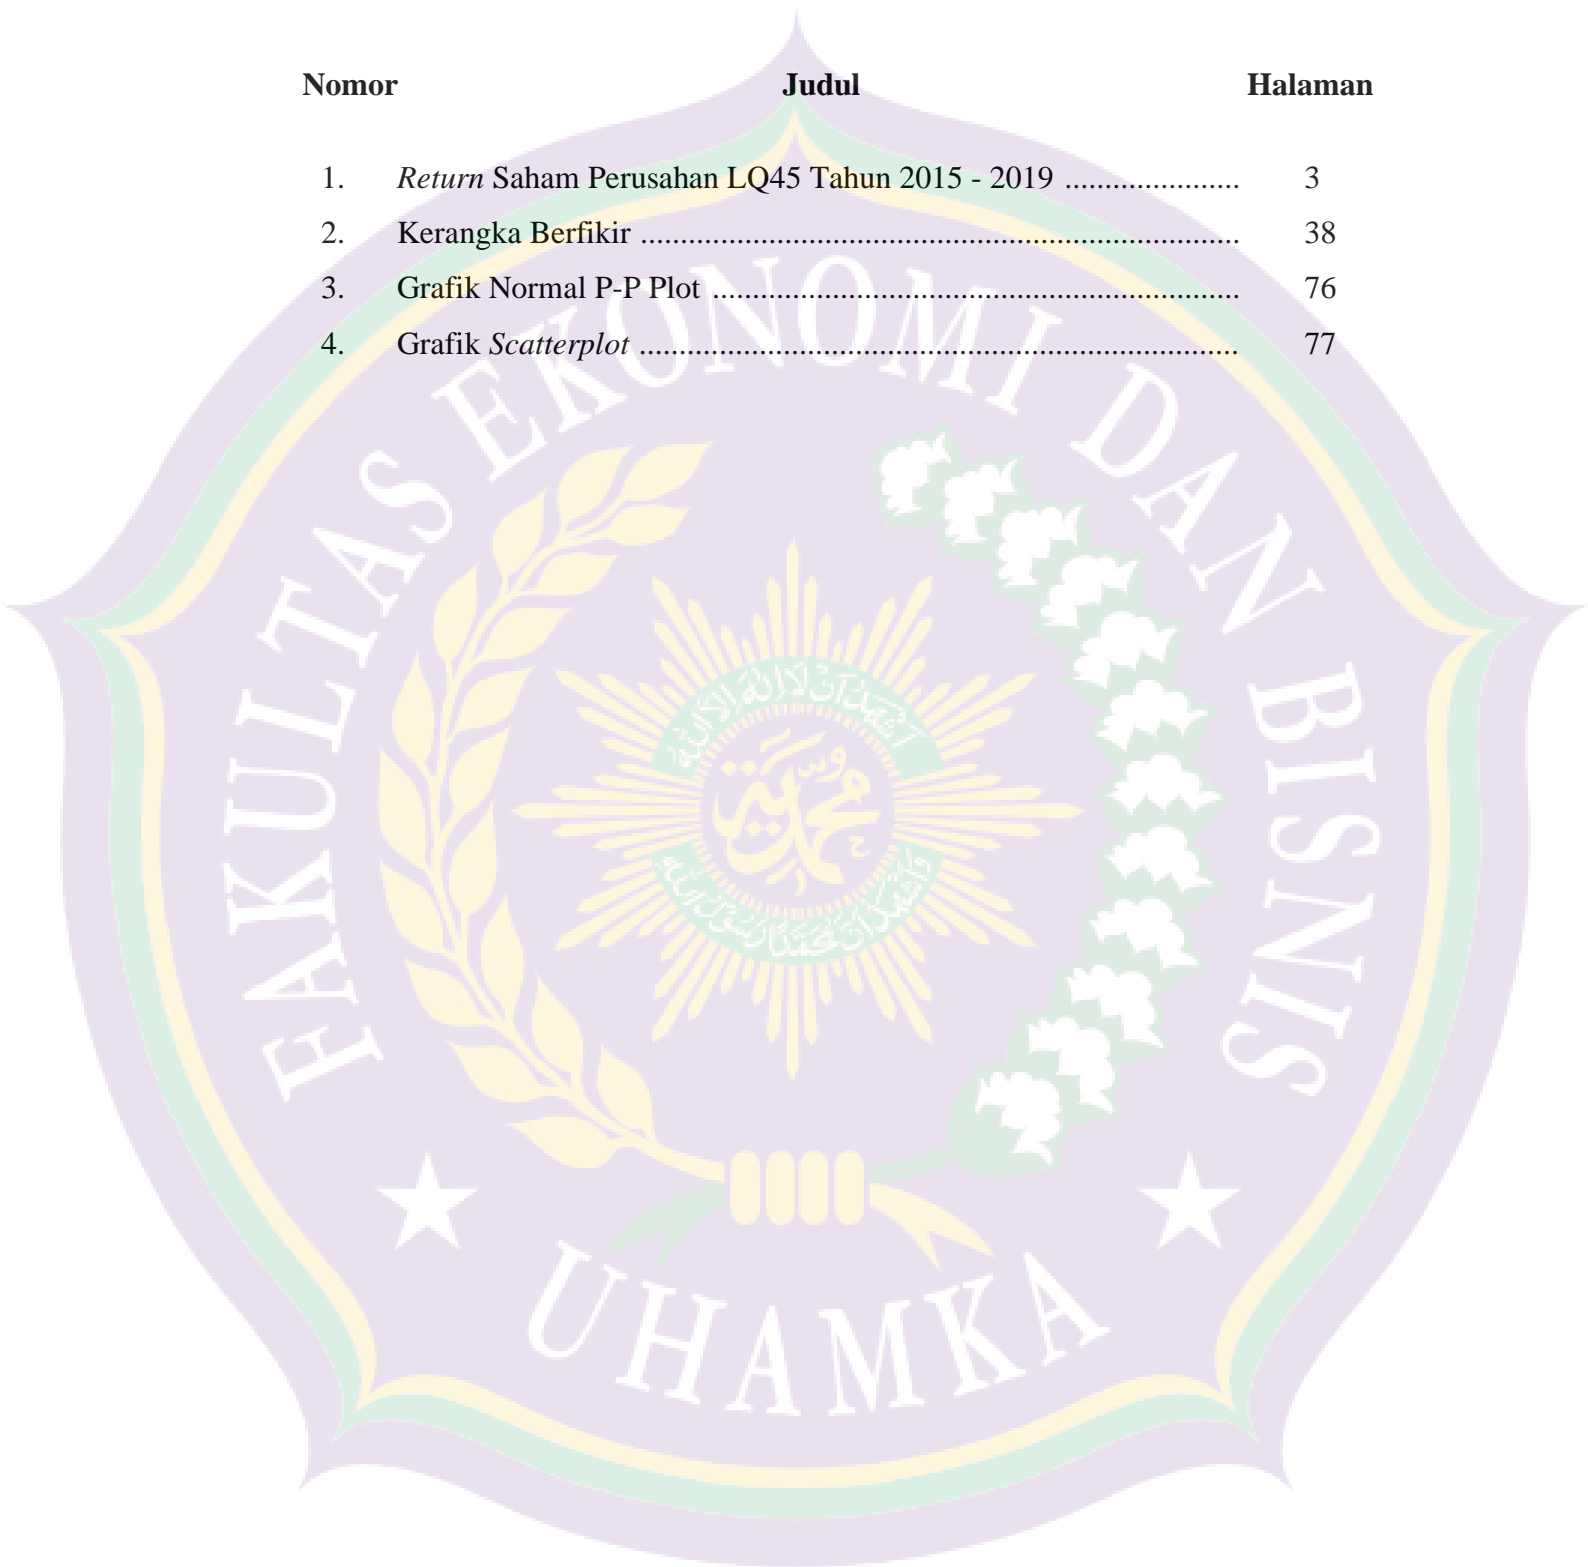 Nomor Judul Halaman
1. Return Saham Perusahan LQ45 Tahun 2015 - 2019 ..................... 3
2. Kerangka Berfikir ........................................................................ 38
3. Grafik Normal P-P Plot ............................................................... 76
4. Grafik Scatterplot ........................................................................ 77
FAKULTAS EKONOMI DAN BISNIS
UHAMKA